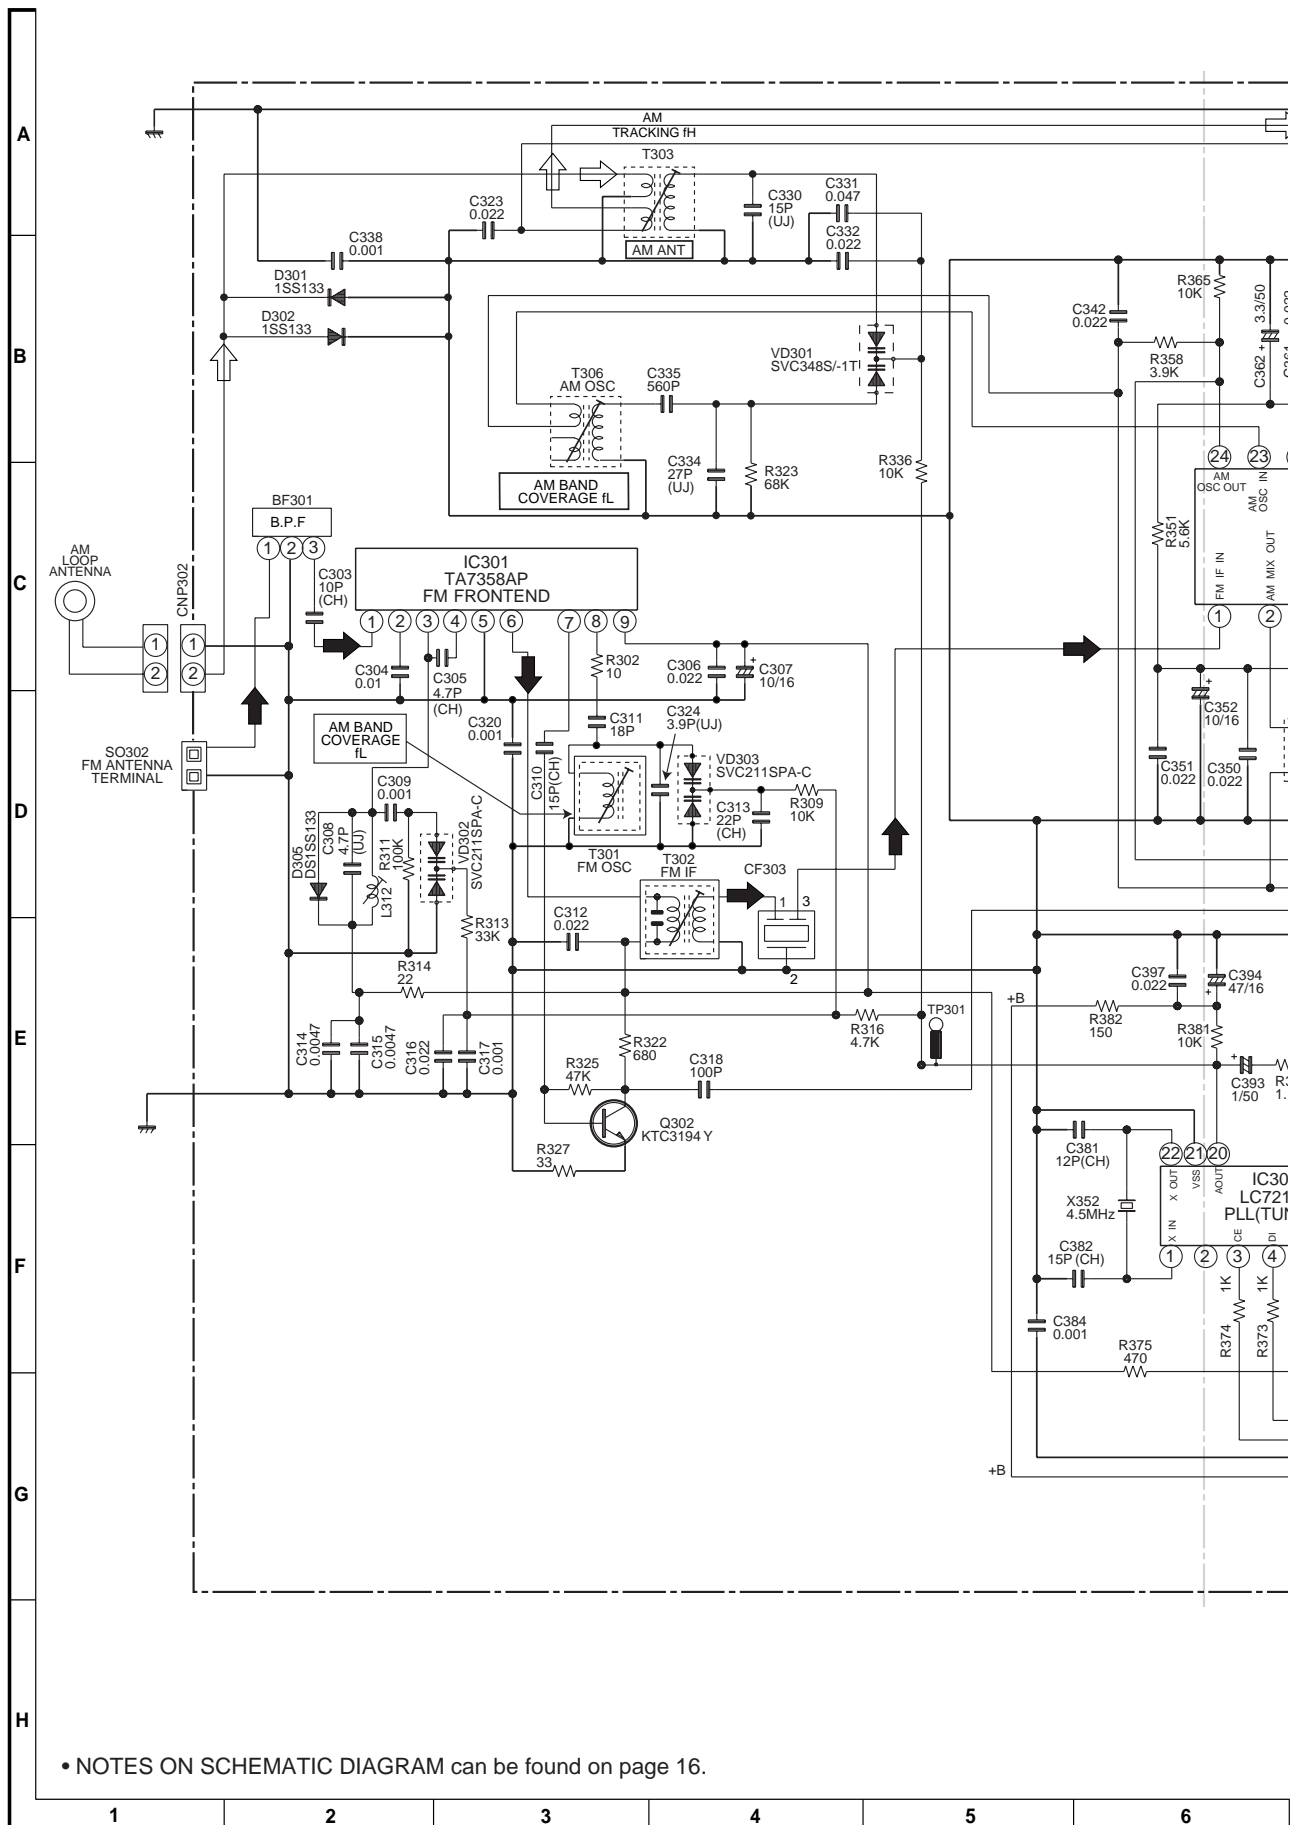 A
AM
TRACKING fH
T303
C323
0.022
C330
15P
(UJ)
C331
0.047
C332
0.022
AM ANT
C338
0.001
D301
1SS133
D302
1SS133
B
T306
AM OSC
C335
560P
VD301
SVC348S/-1T
C342
0.022
R365
10K
R358
3.9K
C362
+
3.3/50
AM BAND
COVERAGE fL
C334
27P
(UJ)
R323
68K
R336
10K
24
23
AM
OSC OUT
AM
OSC IN
R351
5.6K
FM IF IN
AM MIX OUT
1
2
C
BF301
B.P.F
1
2
3
AM
LOOP
ANTENNA
CNP302
1
2
1
2
C303
10P
(CH)
IC301
TA7358AP
FM FRONTEND
1
2
3
4
5
6
7
8
9
C304
0.01
C305
4.7P
(CH)
R302
10
C306
0.022
+
C307
10/16
+
C352
10/16
D
SO302
FM ANTENNA
TERMINAL
AM BAND
COVERAGE
fL
C320
0.001
C310
15P(CH)
C311
18P
C324
3.9P(UJ)
VD303
SVC211SPA-C
C313
22P
(CH)
R309
10K
C351
0.022
C350
0.022
T301
FM OSC
C309
0.001
D305
DS1SS133
C308
4.7P
(UJ)
R311
100K
L312
VD302
SVC211SPA-C
T302
FM IF
CF303
1
3
2
E
R313
33K
C312
0.022
R314
22
C314
0.0047
C315
0.0047
C316
0.022
C317
0.001
R322
680
R325
47K
C318
100P
R316
4.7K
TP301
C397
0.022
+
C394
47/16
+B
R382
150
R381
10K
+
C393
1/50
Q302
KTC3194 Y
R327
33
C381
12P(CH)
22
21
20
X OUT
VSS
AOUT
F
X352
4.5MHz
X IN
CE
DI
1
2
3
4
C382
15P (CH)
C384
0.001
R374
1K
R373
1K
R375
470
+B
G
H
• NOTES ON SCHEMATIC DIAGRAM can be found on page 16.
1
2
3
4
5
6